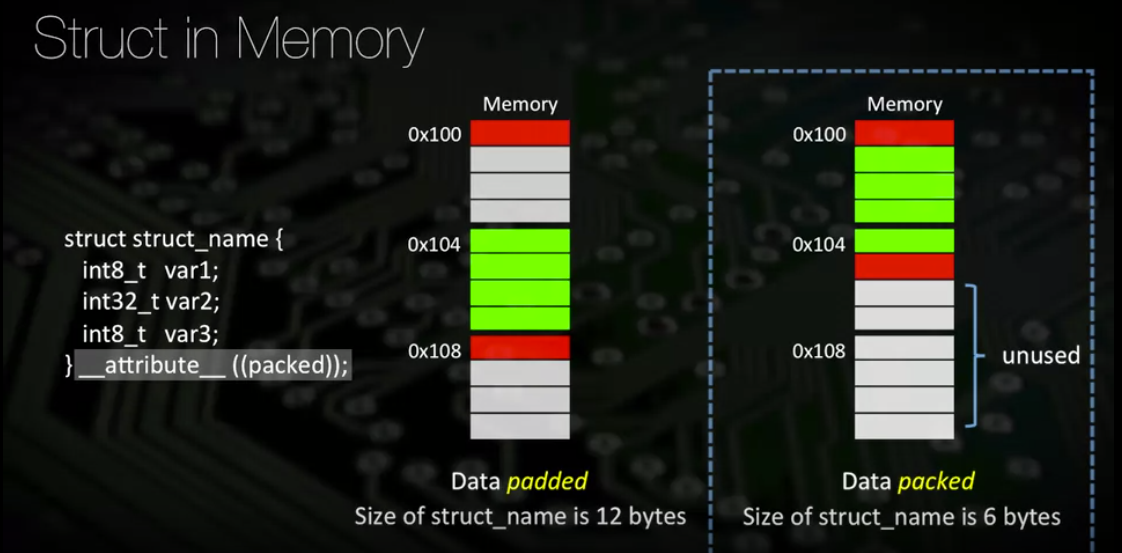 Struct in Memory
struct struct_name {
int8_t var1;
int32_t var2;
int8_t var3;
} __attribute__ ((packed));
Memory
0x100
0x104
0x108
Data padded
Size of struct_name is 12 bytes
Memory
0x100
0x104
0x108
unused
Data packed
Size of struct_name is 6 bytes